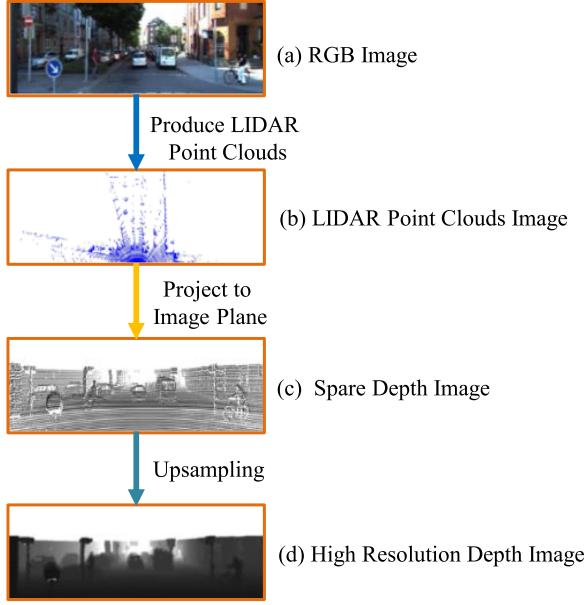 (a) RGB Image
Produce LIDAR
Point Clouds
(b) LIDAR Point Clouds Image
Project to
Image Plane
(c) Spare Depth Image
Upsampling
(d) High Resolution Depth Image